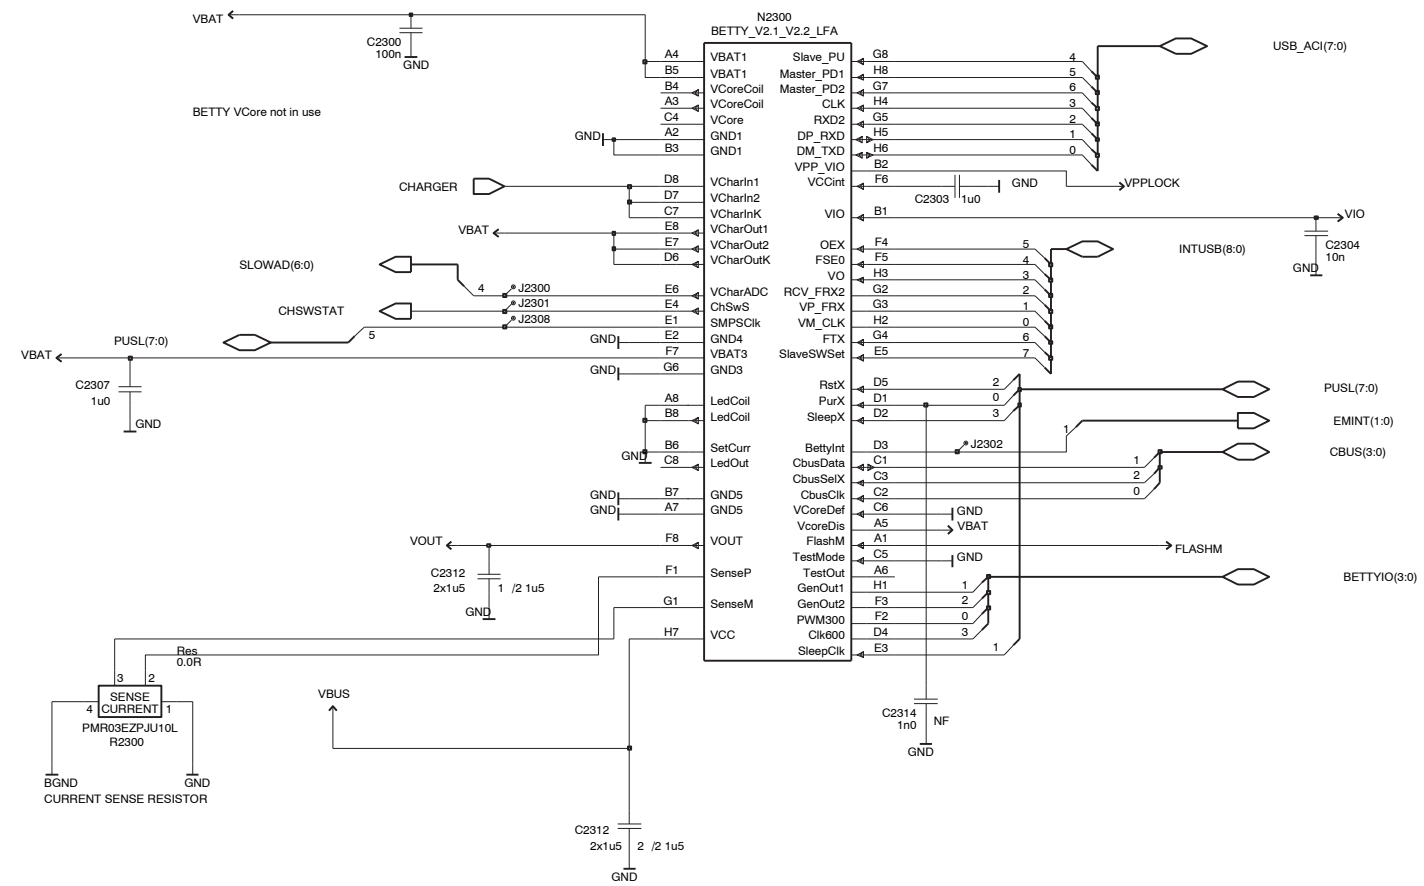 N2300
BETTY_V2.1_V2.2_LFA
VBAT
C2300
100n
GND
BETTY VCore not in use
USB_ACI(7:0)
A4 VBAT1 Slave_PU G8 4
B5 VBAT1 Master_PD1 H8 5
B4 VCoreCoil Master_PD2 G7 6
A3 VCoreCoil CLK H4 3
C4 VCore RXD2 G5 2
GND A2 GND1 DP_RXD H5 1
B3 GND1 DM_TXD H6 0
VPP_VIO B2 VPPLOCK
CHARGER D8 VCharIn1 VCCint F6 C2303 1u0 GND
D7 VCharIn2
C7 VCharInK VIO B1 VIO
VBAT E8 VCharOut1
C2304
10n
GND
E7 VCharOut2 OEX F4 5 INTUSB(8:0)
D6 VCharOutK FSE0 F5 4
SLOWAD(6:0)
VO H3 3
4 J2300 E6 VCharADC RCV_FRX2 G2 2
CHSWSTAT J2301 E4 ChSwS VP_FRX G3 1
5 J2308 E1 SMPSClk VM_CLK H2 0
PUSL(7:0)
GND E2 GND4 FTX G4 6
VBAT F7 VBAT3 SlaveSWSet E5 7
GND G6 GND3
C2307
1u0
GND
RstX D5 2 PUSL(7:0)
A8 LedCoil PurX D1 0
B8 LedCoil SleepX D2 3
EMINT(1:0)
1
GND B6 SetCurr BettyInt D3 J2302
C8 LedOut CbusData C1 1 CBUS(3:0)
CbusSelX C3 2
GND B7 GND5 CbusClk C2 0
GND A7 GND5 VCoreDef C6 GND
VcoreDis A5 VBAT
VOUT F8 VOUT FlashM A1 FLASHM
TestMode C5 GND
C2312
2x1u5 1 /2 1u5
GND
F1 SenseP TestOut A6 BETTYIO(3:0)
GenOut1 H1 1
G1 SenseM GenOut2 F3 2
PWM300 F2 0
H7 VCC Clk600 D4 3
SleepClk E3 1
Res
0.0R
3 2
SENSE
CURRENT
4 1
PMR03EZPJU10L
R2300
BGND GND
CURRENT SENSE RESISTOR
VBUS
C2314
1n0 NF
GND
C2312
2x1u5 2 /2 1u5
GND